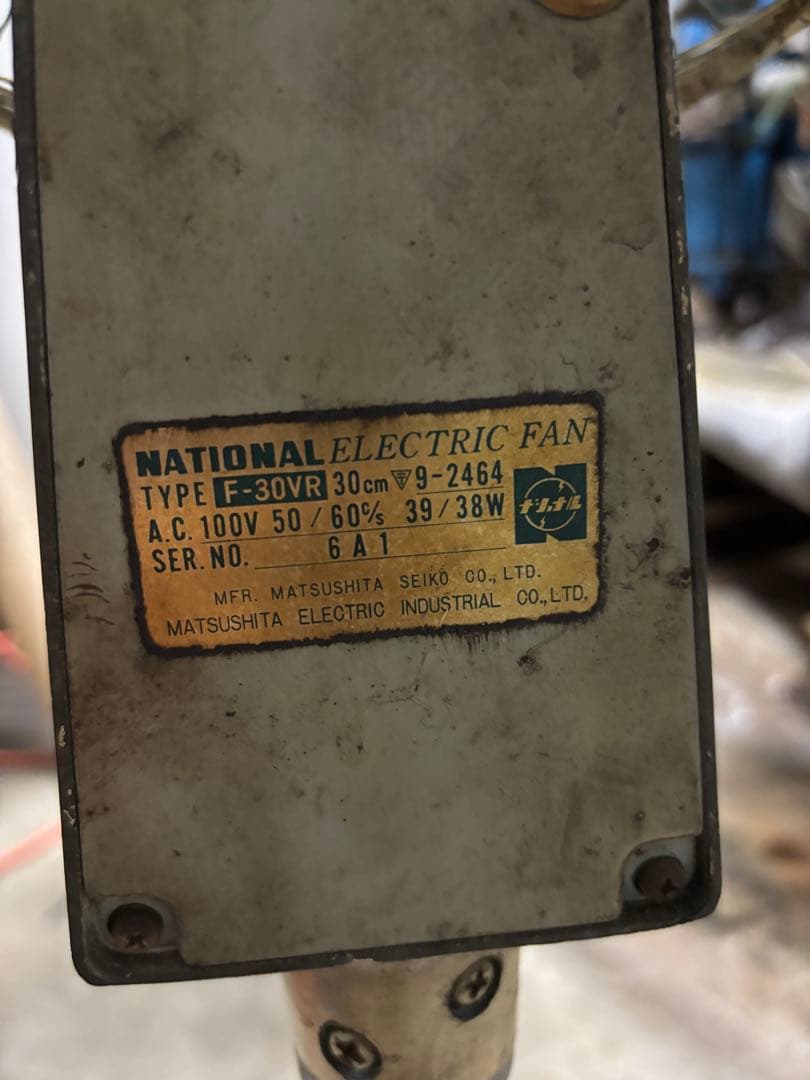 NATIONAL ELECTRIC FAN
TYPE F-30VR 30cm 〒9-2464
A.C. 100V 50 / 60c/s 39 / 38W
ナショナル
SER. NO. 6 A 1
MFR. MATSUSHITA SEIKO CO., LTD.
MATSUSHITA ELECTRIC INDUSTRIAL CO., LTD.